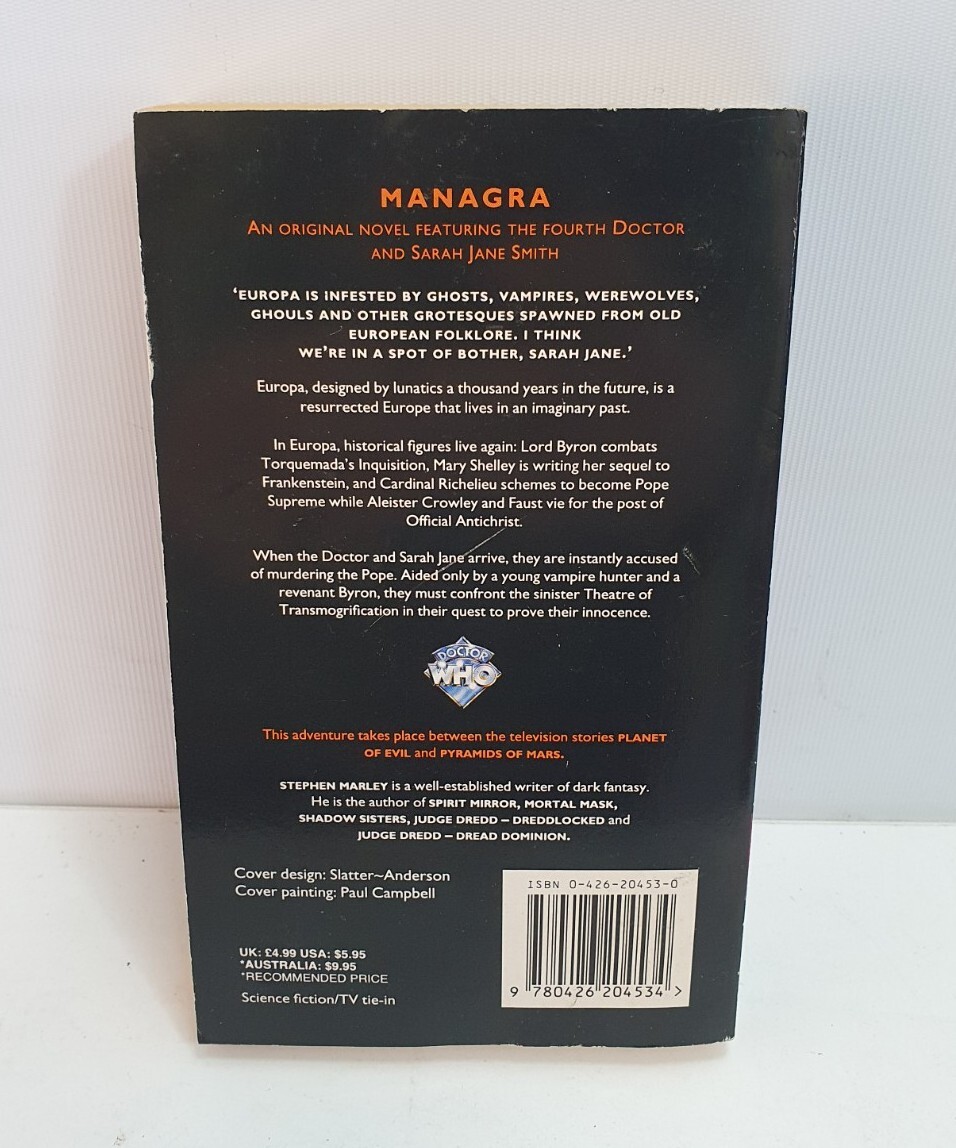 MANAGRA
AN ORIGINAL NOVEL FEATURING THE FOURTH DOCTOR
AND SARAH JANE SMITH
‘EUROPA IS INFESTED BY GHOSTS, VAMPIRES, WEREWOLVES,
GHOULS AND OTHER GROTESQUES SPAWNED FROM OLD
EUROPEAN FOLKLORE. I THINK
WE’RE IN A SPOT OF BOTHER, SARAH JANE.’
Europa, designed by lunatics a thousand years in the future, is a
resurrected Europe that lives in an imaginary past.
In Europa, historical figures live again: Lord Byron combats
Torquemada’s Inquisition, Mary Shelley is writing her sequel to
Frankenstein, and Cardinal Richelieu schemes to become Pope
Supreme while Aleister Crowley and Faust vie for the post of
Official Antichrist.
When the Doctor and Sarah Jane arrive, they are instantly accused
of murdering the Pope. Aided only by a young vampire hunter and a
revenant Byron, they must confront the sinister Theatre of
Transmogrification in their quest to prove their innocence.
DOCTOR
WHO
This adventure takes place between the television stories PLANET
OF EVIL and PYRAMIDS OF MARS.
STEPHEN MARLEY is a well-established writer of dark fantasy.
He is the author of SPIRIT MIRROR, MORTAL MASK,
SHADOW SISTERS, JUDGE DREDD – DREDDLOCKED and
JUDGE DREDD – DREAD DOMINION.
Cover design: Slatter~Anderson
Cover painting: Paul Campbell
ISBN 0-426-20453-0
UK: £4.99 USA: $5.95
*AUSTRALIA: $9.95
*RECOMMENDED PRICE
Science fiction/TV tie-in
9 780426 204534 >